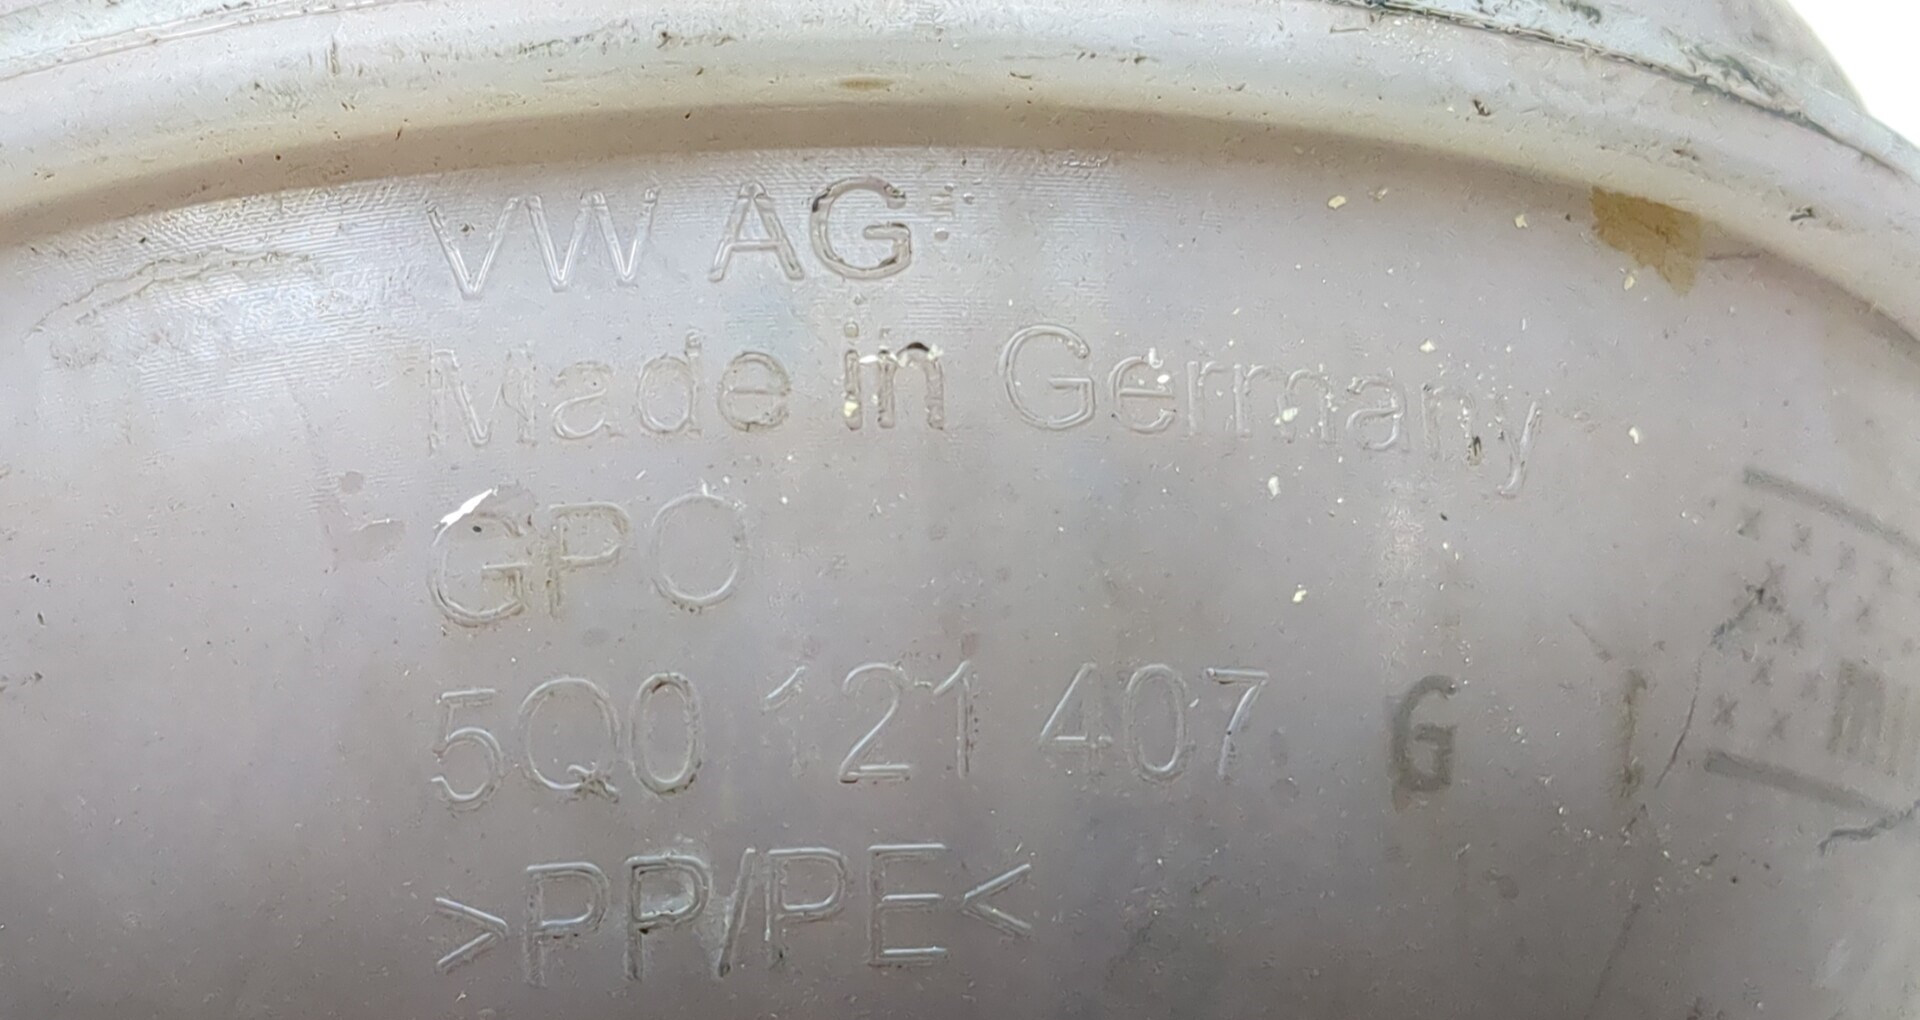 VW AG
Made in Germany
GPO
5Q0 121 407 G
>PP/PE<